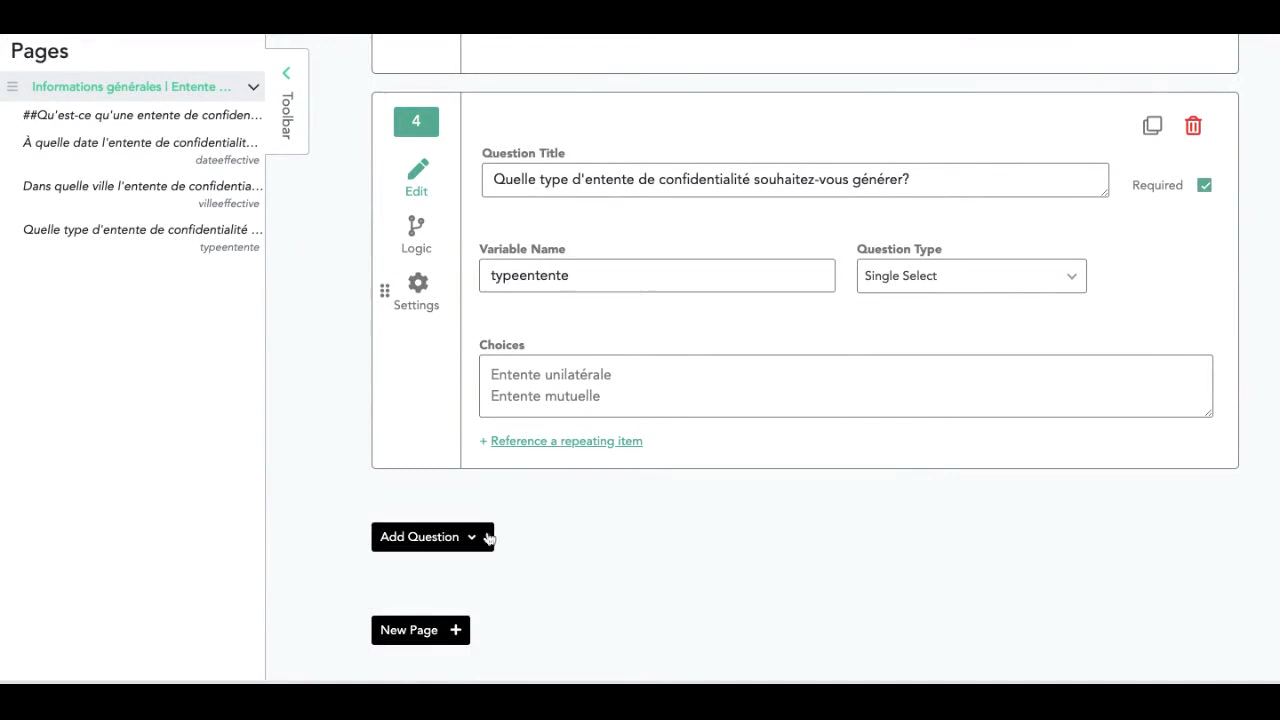 Pages
Informations générales | Entente ...
##Qu'est-ce qu'une entente de confiden...
À quelle date l'entente de confidentialit...
dateeffective
Dans quelle ville l'entente de confidentia...
villeeffective
Quelle type d'entente de confidentialité ...
typeentente
Toolbar
4
Edit
Logic
Settings
Question Title
Quelle type d'entente de confidentialité souhaitez-vous générer?
Required
Variable Name
typeentente
Question Type
Single Select
Choices
Entente unilatérale
Entente mutuelle
+ Reference a repeating item
Add Question
New Page +